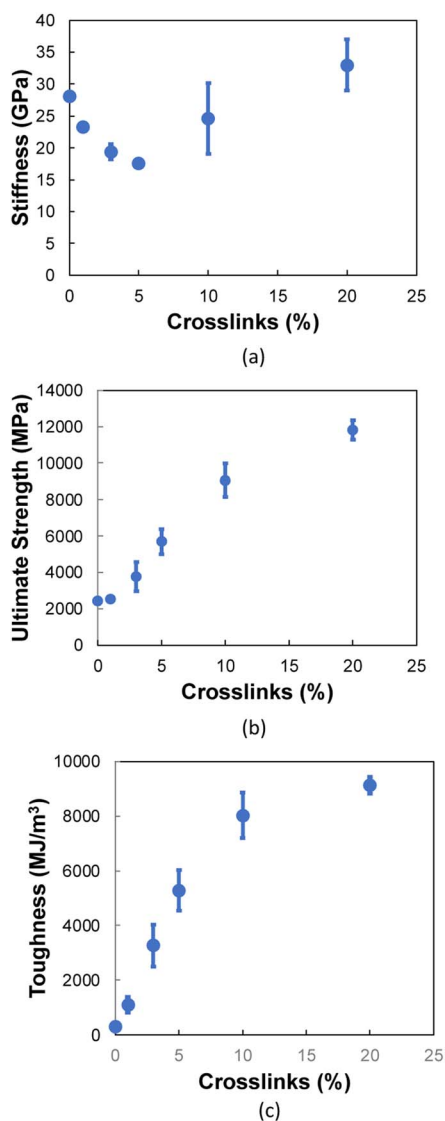 40
35
30
25
20
15
10
5
0
Stiffness (GPa)
0 5 10 15 20 25
Crosslinks (%)
(a)
14000
12000
10000
8000
6000
4000
2000
0
Ultimate Strength (MPa)
0 5 10 15 20 25
Crosslinks (%)
(b)
10000
8000
6000
4000
2000
0
Toughness (MJ/m³)
0 5 10 15 20 25
Crosslinks (%)
(c)